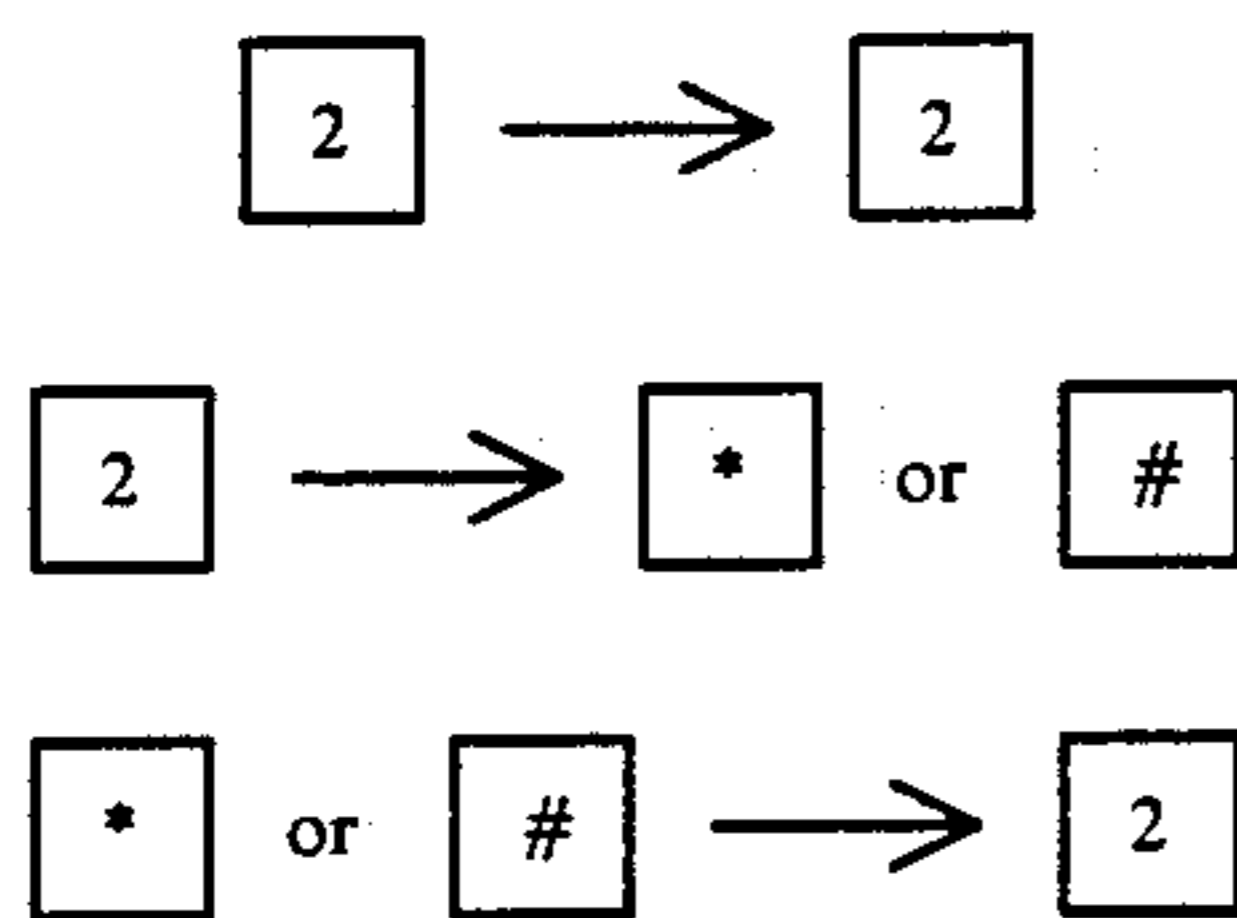 2 → 2
2 → * or #
* or # → 2